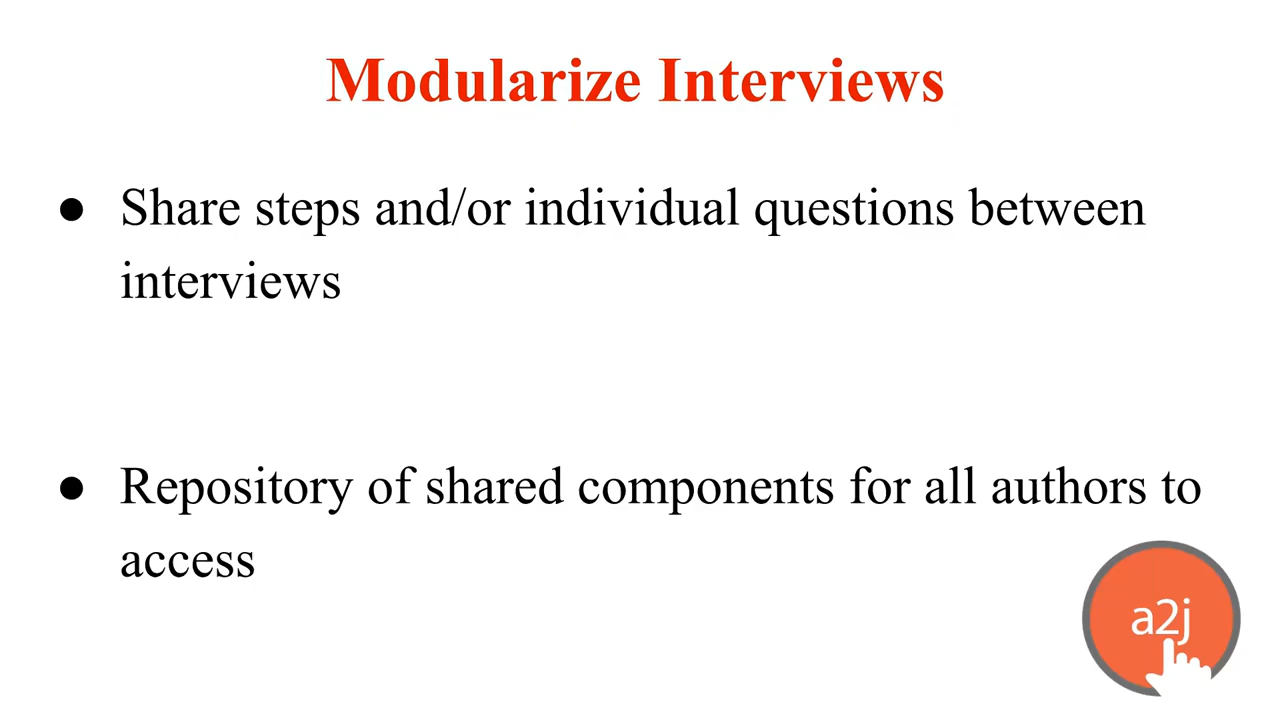 Modularize Interviews
● Share steps and/or individual questions between
interviews
● Repository of shared components for all authors to
access
a2j